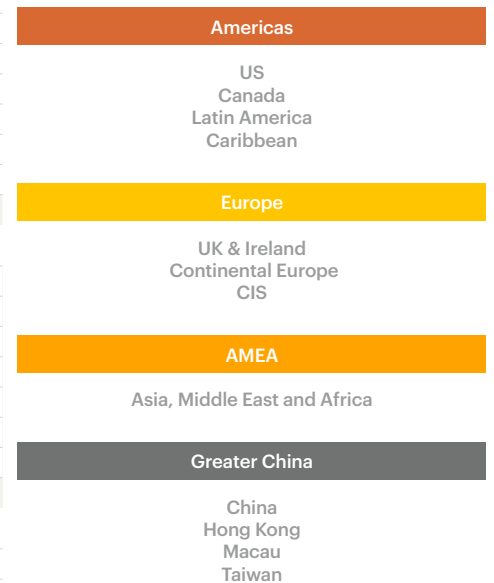 Americas
US
Canada
Latin America
Caribbean
Europe
UK & Ireland
Continental Europe
CIS
AMEA
Asia, Middle East and Africa
Greater China
China
Hong Kong
Macau
Taiwan